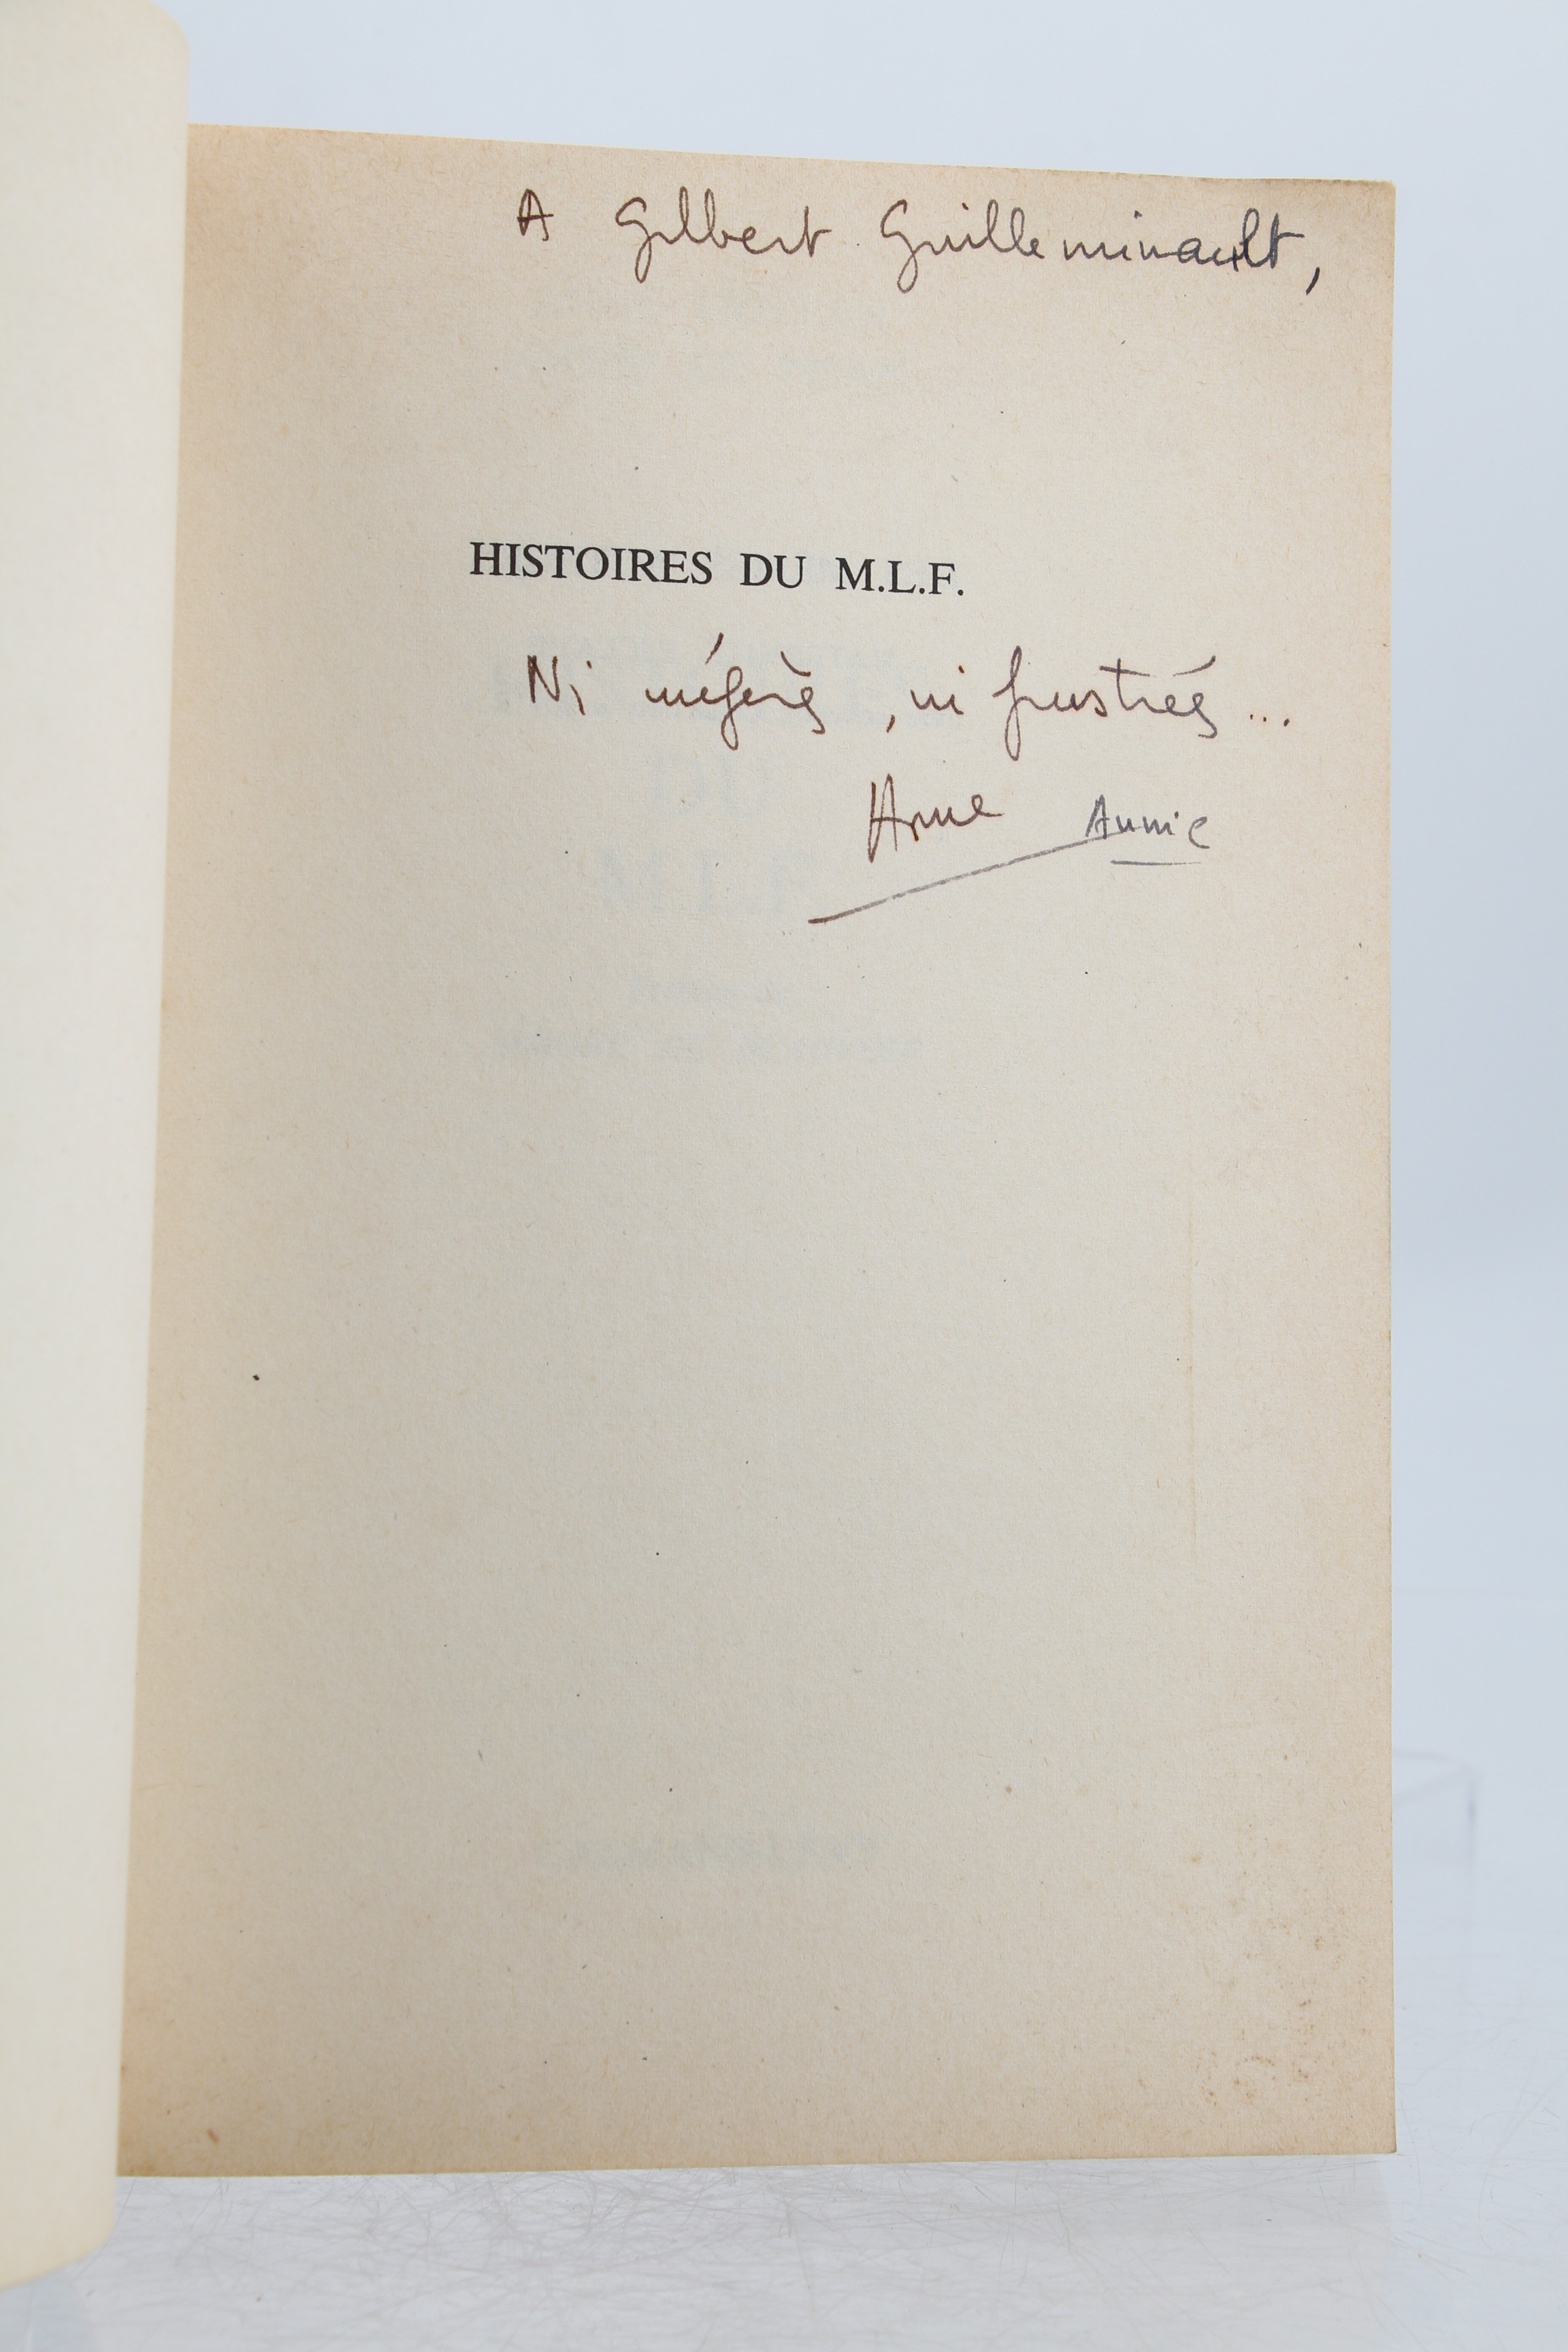 A Gilbert Guilleminault,
HISTOIRES DU M.L.F.
Ni mégères, ni frustrées...
Anne Annie